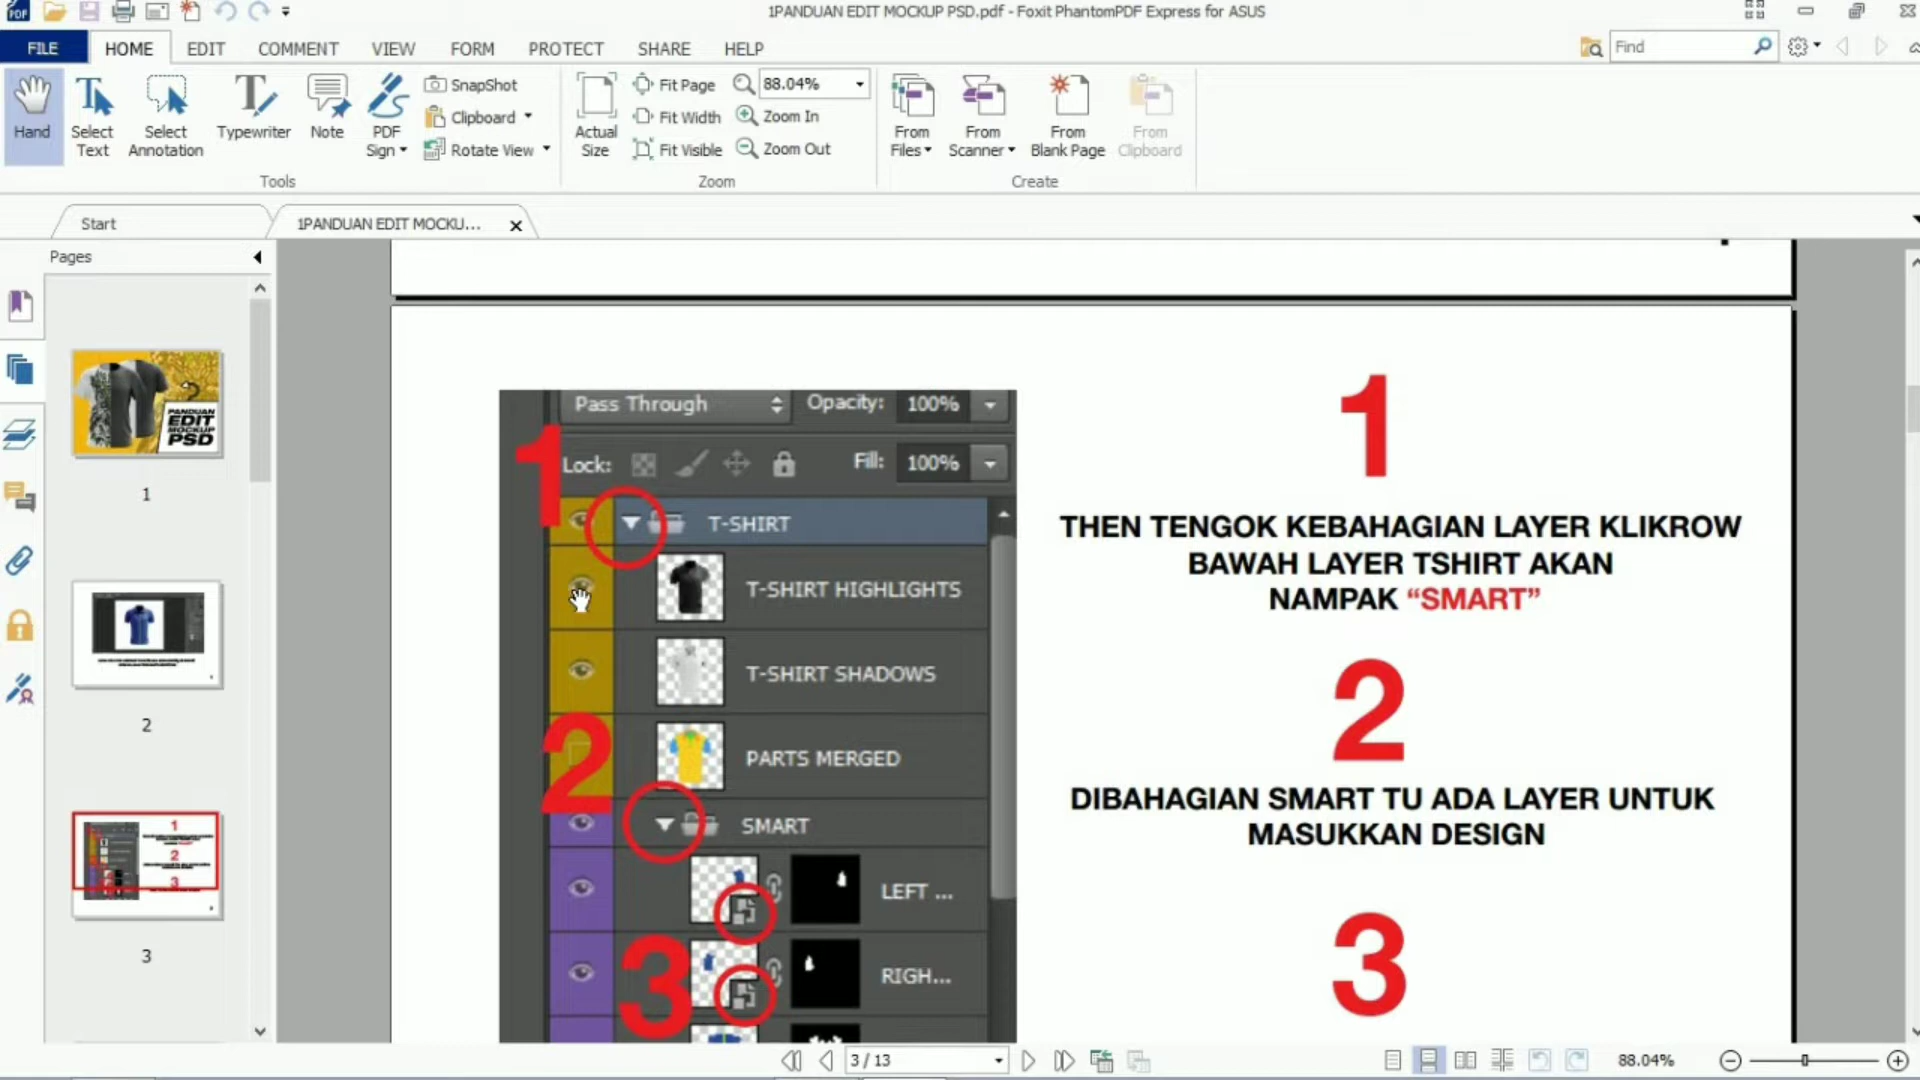 1PANDUAN EDIT MOCKUP PSD.pdf - Foxit PhantomPDF Express for ASUS
FILE HOME EDIT COMMENT VIEW FORM PROTECT SHARE HELP
Find
Hand
Select Text
Select Annotation
Typewriter
Note
PDF Sign
SnapShot
Clipboard
Rotate View
Tools
Actual Size
Fit Page
Fit Width
Fit Visible
88.04%
Zoom In
Zoom Out
Zoom
From Files
From Scanner
From Blank Page
From Clipboard
Create
Start
1PANDUAN EDIT MOCKU...
Pages
PANDUAN
EDIT
MOCKUP
PSD
1
2
1
2
3
3
Pass Through
Opacity: 100%
1
Lock:
Fill: 100%
T-SHIRT
T-SHIRT HIGHLIGHTS
T-SHIRT SHADOWS
2
PARTS MERGED
SMART
LEFT ...
3
RIGH...
1
THEN TENGOK KEBAHAGIAN LAYER KLIKROW
BAWAH LAYER TSHIRT AKAN
NAMPAK “SMART”
2
DIBAHAGIAN SMART TU ADA LAYER UNTUK
MASUKKAN DESIGN
3
3 / 13
88.04%